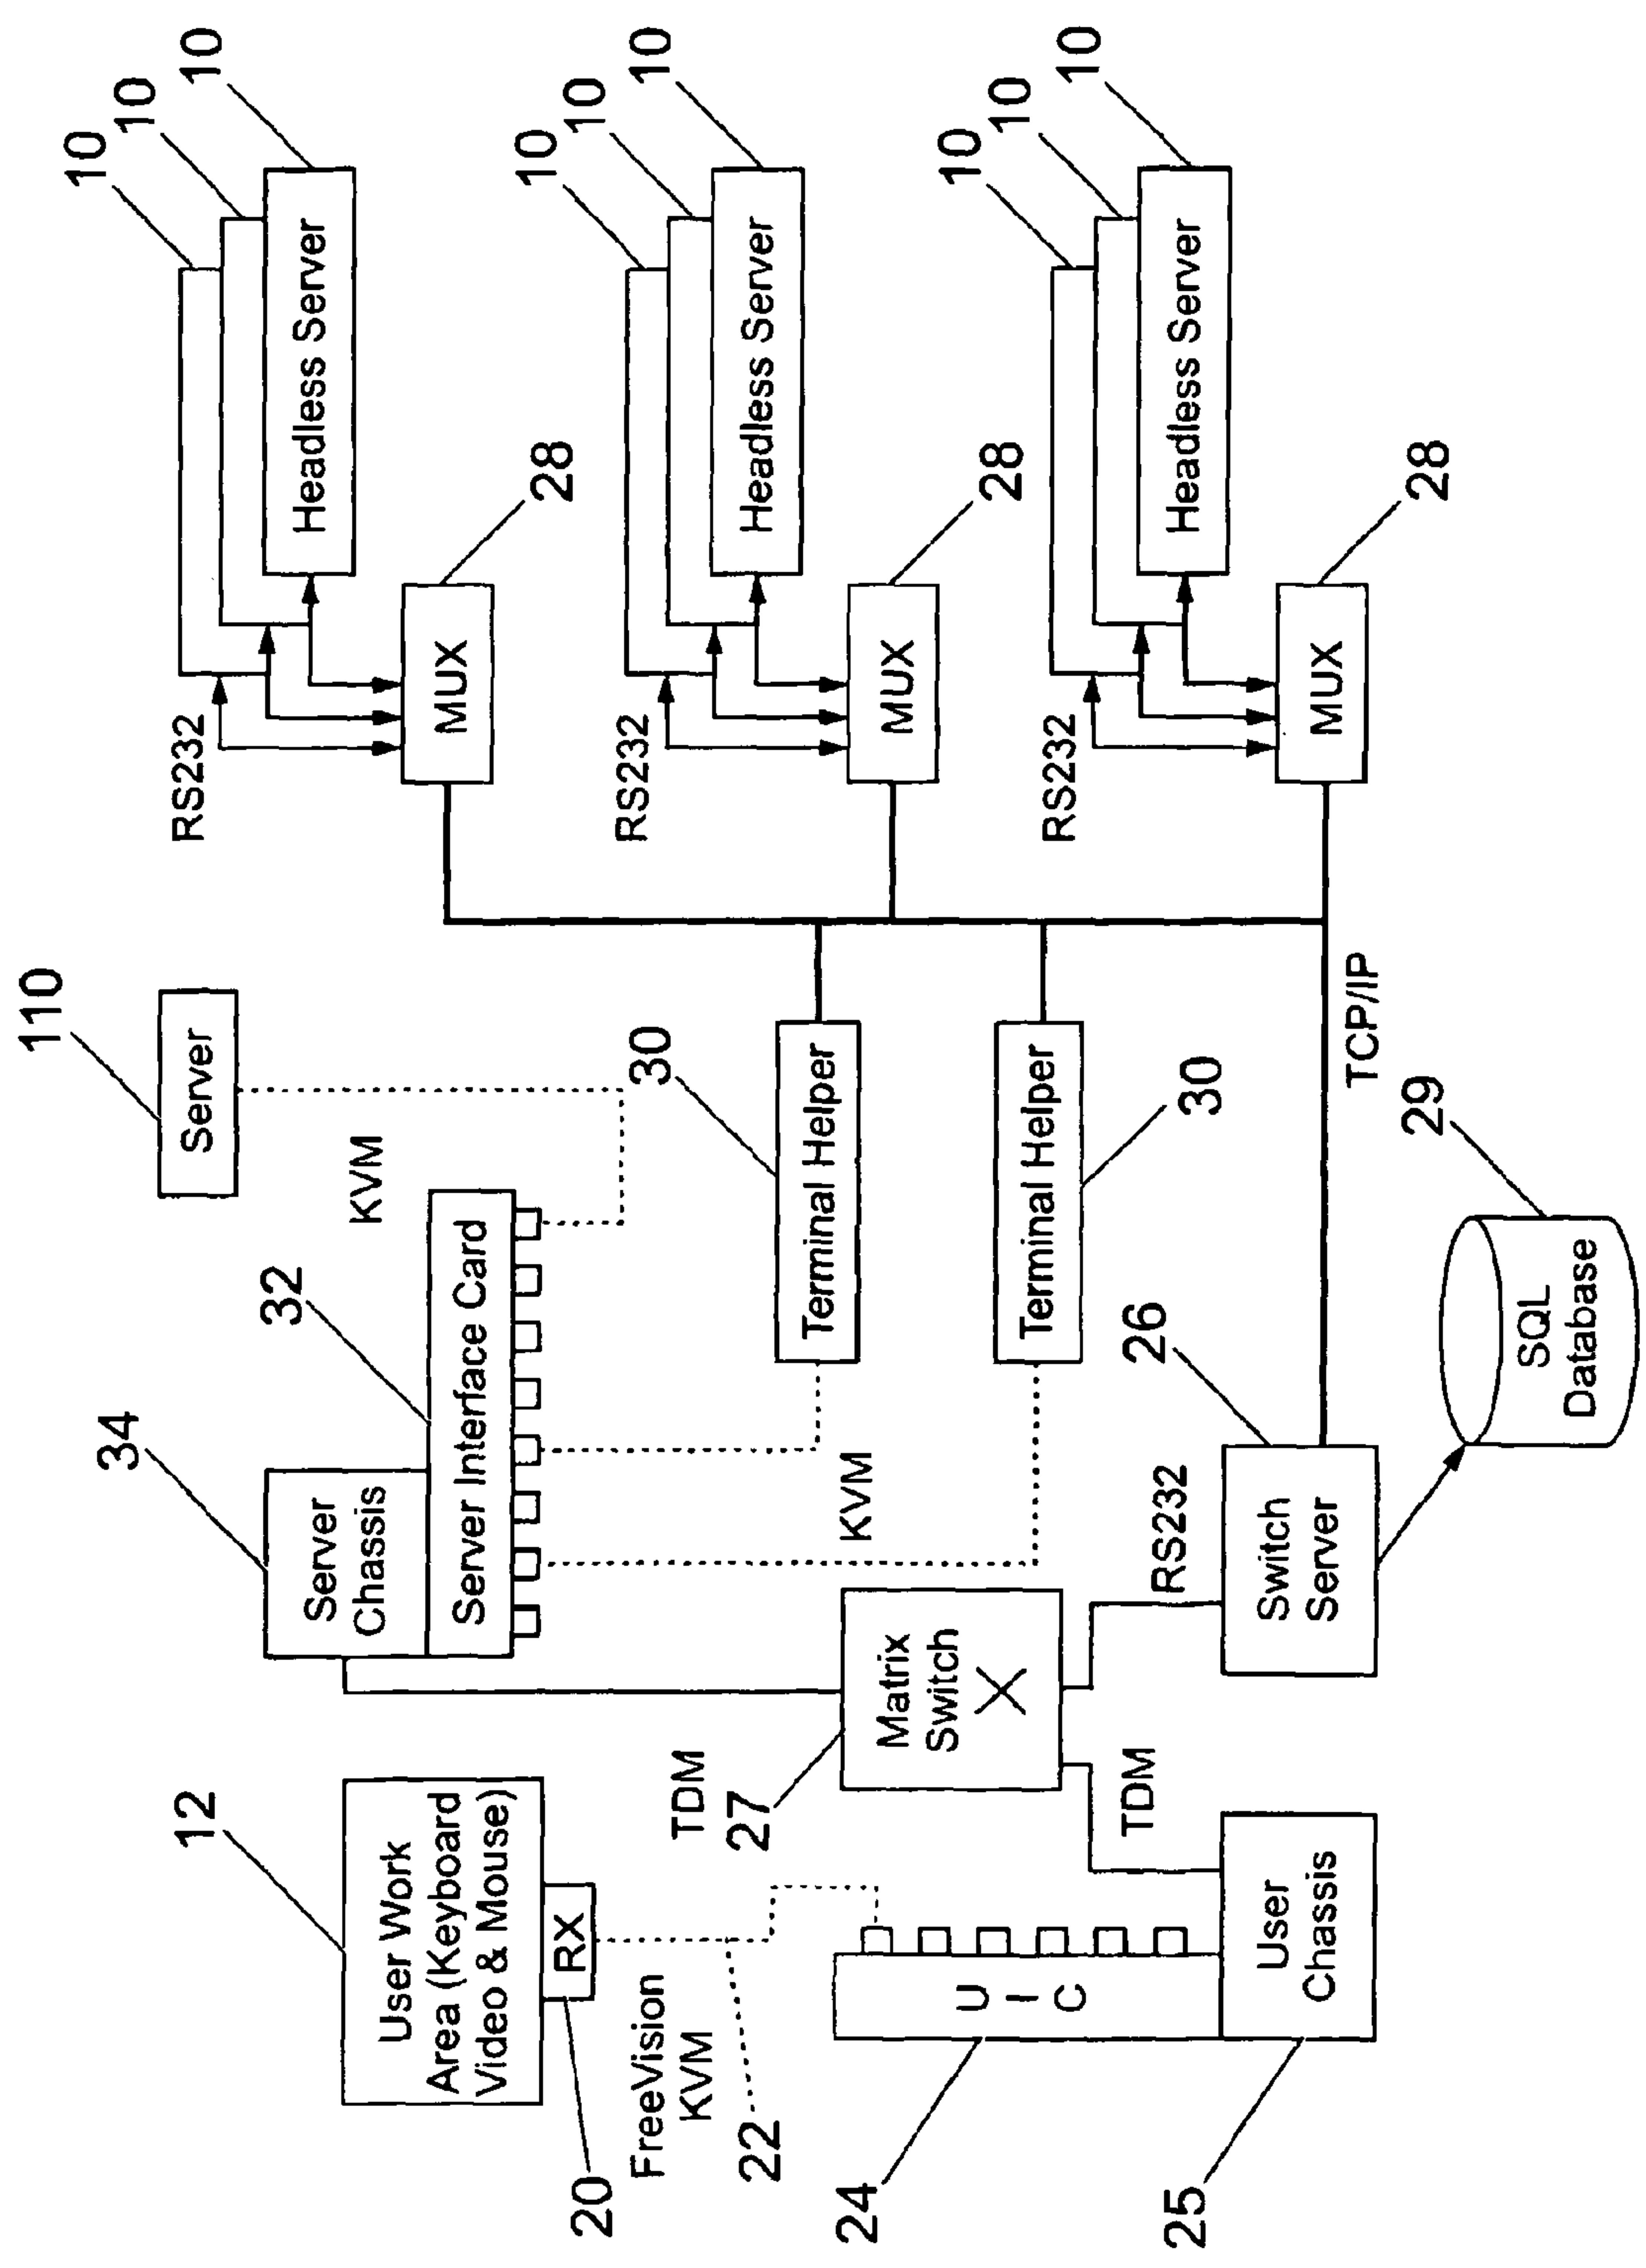 12
User Work
Area (Keyboard
Video & Mouse)
RX
20
FreeVision
KVM
22
24
U
I
C
25
User
Chassis
TDM
TDM
27
Matrix
Switch
34
Server
Chassis
32
Server Interface Card
KVM
110
Server
KVM
30
Terminal Helper
Terminal Helper
30
RS232
26
Switch
Server
29
SQL
Database
TCP/IP
RS232
MUX
28
Headless Server
10
10
10
RS232
MUX
28
Headless Server
10
10
10
RS232
MUX
28
Headless Server
10
10
10